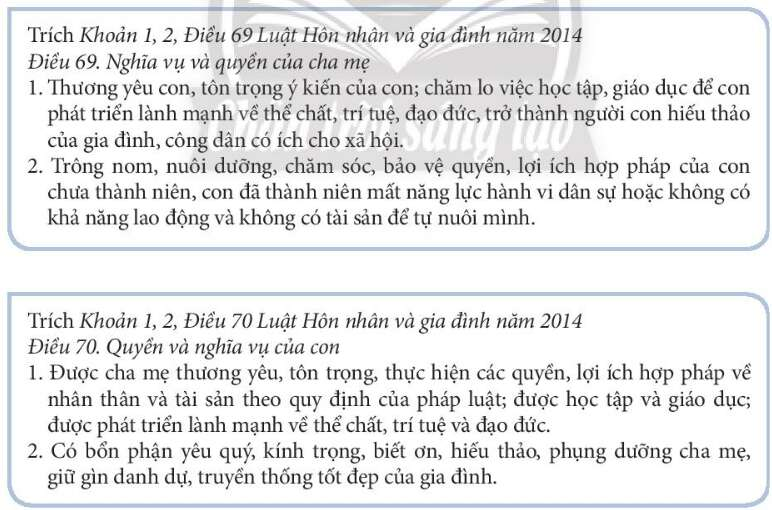 Trích Khoản 1, 2, Điều 69 Luật Hôn nhân và gia đình năm 2014
Điều 69. Nghĩa vụ và quyền của cha mẹ
1. Thương yêu con, tôn trọng ý kiến của con; chăm lo việc học tập, giáo dục để con
phát triển lành mạnh về thể chất, trí tuệ, đạo đức, trở thành người con hiếu thảo
của gia đình, công dân có ích cho xã hội.
2. Trông nom, nuôi dưỡng, chăm sóc, bảo vệ quyền, lợi ích hợp pháp của con
chưa thành niên, con đã thành niên mất năng lực hành vi dân sự hoặc không có
khả năng lao động và không có tài sản để tự nuôi mình.
Trích Khoản 1, 2, Điều 70 Luật Hôn nhân và gia đình năm 2014
Điều 70. Quyền và nghĩa vụ của con
1. Được cha mẹ thương yêu, tôn trọng, thực hiện các quyền, lợi ích hợp pháp về
nhân thân và tài sản theo quy định của pháp luật; được học tập và giáo dục;
được phát triển lành mạnh về thể chất, trí tuệ và đạo đức.
2. Có bổn phận yêu quý, kính trọng, biết ơn, hiếu thảo, phụng dưỡng cha mẹ,
giữ gìn danh dự, truyền thống tốt đẹp của gia đình.
Chân trời sáng tạo